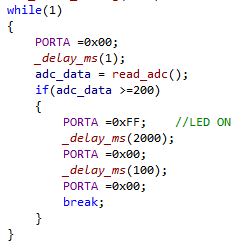 while(1)
{
PORTA =0x00;
_delay_ms(1);
adc_data = read_adc();
if(adc_data >=200)
{
PORTA =0xFF; //LED ON
_delay_ms(2000);
PORTA =0x00;
_delay_ms(100);
PORTA =0x00;
break;
}
}